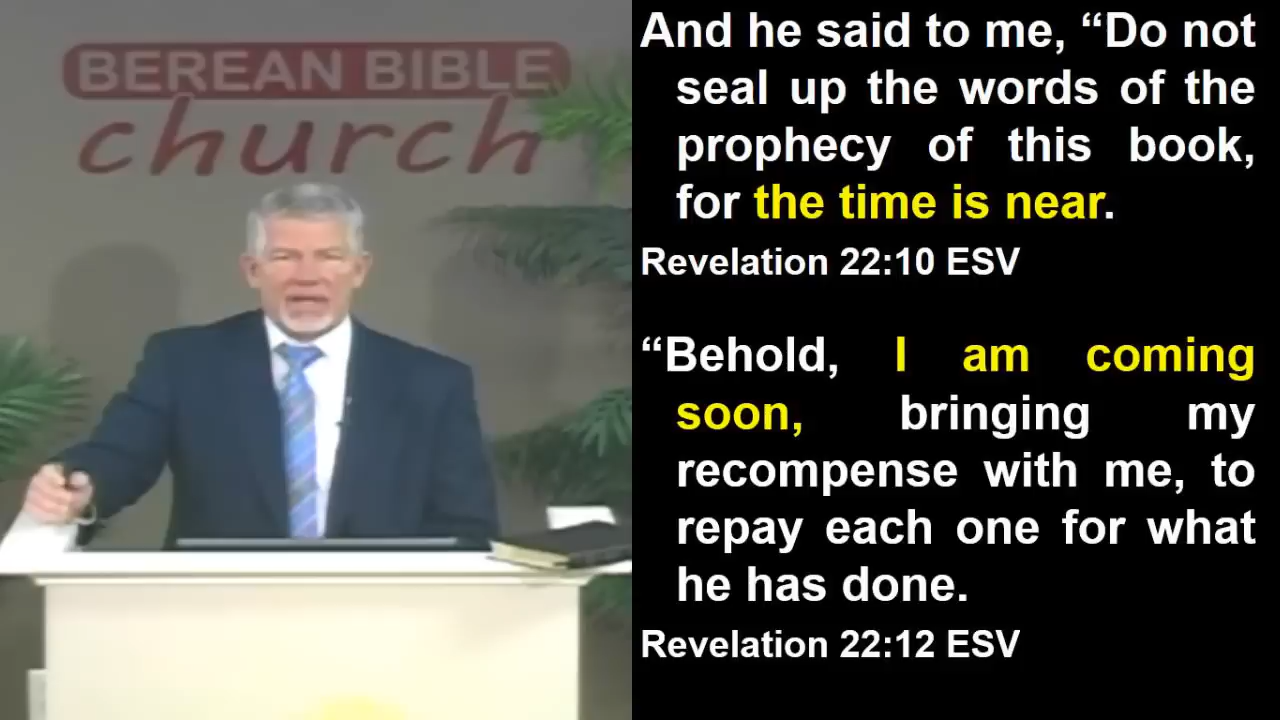 BEREAN BIBLE
church
And he said to me, “Do not
seal up the words of the
prophecy of this book,
for the time is near.
Revelation 22:10 ESV
“Behold, I am coming
soon, bringing my
recompense with me, to
repay each one for what
he has done.
Revelation 22:12 ESV